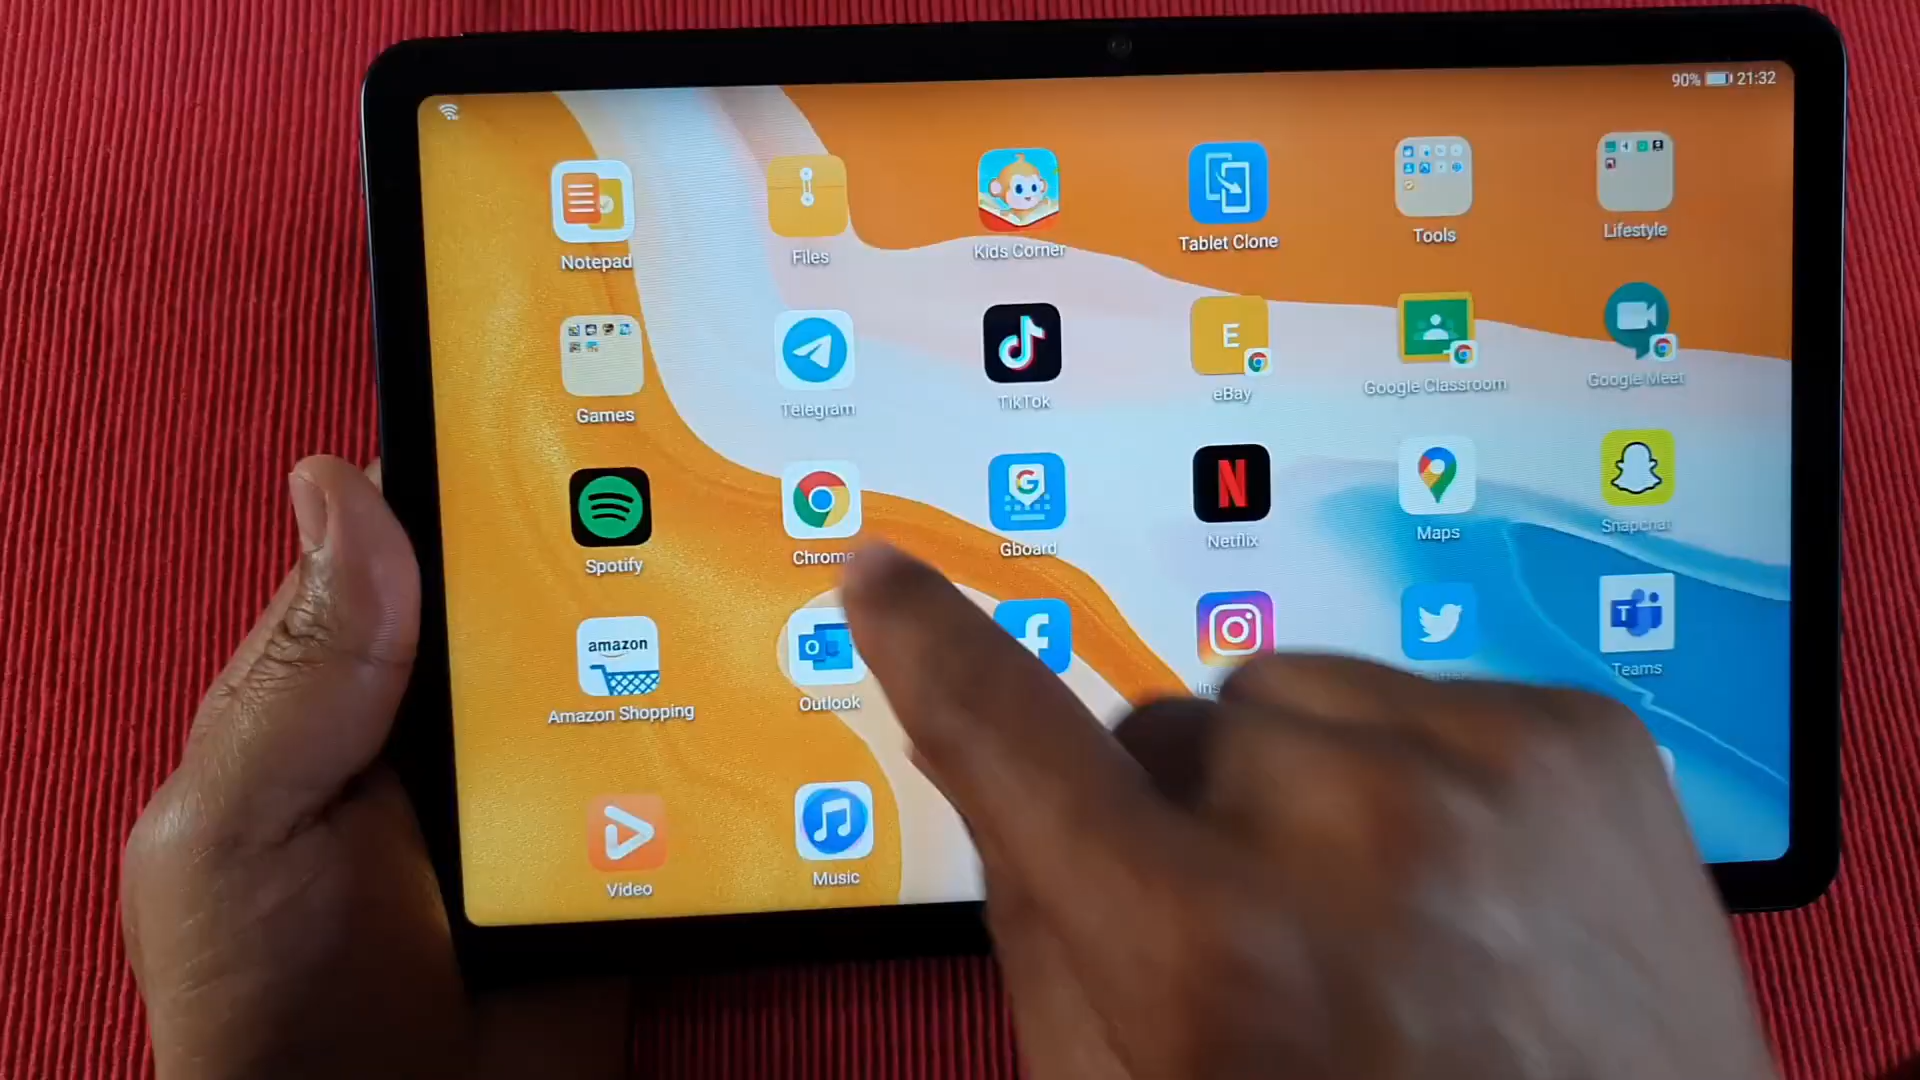 90% 21:32
Notepad
Files
Kids Corner
Tablet Clone
Tools
Lifestyle
Games
Telegram
TikTok
E
eBay
Google Classroom
Google Meet
Spotify
Chrome
G
Gboard
N
Netflix
Maps
Snapchat
amazon
Amazon Shopping
O
Outlook
f
Ins
T
Teams
Video
Music